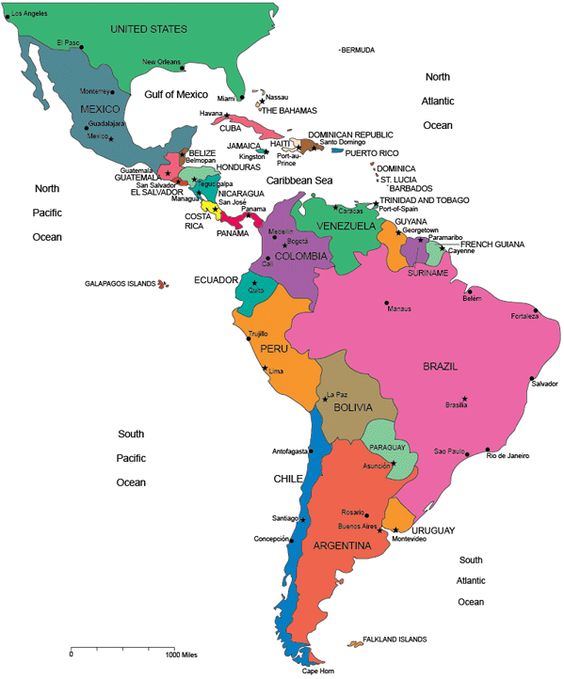 Los Angeles
UNITED STATES
El Paso
New Orleans
BERMUDA
Monterrey
Gulf of Mexico
Miami
Nassau
North
Atlantic
Ocean
MEXICO
THE BAHAMAS
Guadalajara
Mexico
Havana
CUBA
DOMINICAN REPUBLIC
HAITI
Santo Domingo
JAMAICA
Kingston
Port-au-
Prince
PUERTO RICO
BELIZE
Belmopan
HONDURAS
Guatemala
GUATEMALA
Tegucigalpa
San Salvador
EL SALVADOR
NICARAGUA
Managua
San José
COSTA
RICA
Panama
PANAMA
Caribbean Sea
DOMINICA
ST. LUCIA
BARBADOS
TRINIDAD AND TOBAGO
Port-of-Spain
North
Pacific
Ocean
Caracas
VENEZUELA
GUYANA
Georgetown
Paramaribo
FRENCH GUIANA
Cayenne
SURINAME
Medellin
Bogotá
COLOMBIA
Cali
ECUADOR
Quito
GALAPAGOS ISLANDS
Belém
Manaus
Fortaleza
Trujillo
PERU
Lima
BRAZIL
Salvador
La Paz
BOLIVIA
Brasilia
PARAGUAY
Asunción
Sao Paulo
Rio de Janeiro
South
Pacific
Ocean
Antofagasta
CHILE
Santiago
Rosario
Buenos Aires
Concepción
ARGENTINA
URUGUAY
Montevideo
South
Atlantic
Ocean
FALKLAND ISLANDS
0
1000 Miles
Cape Horn